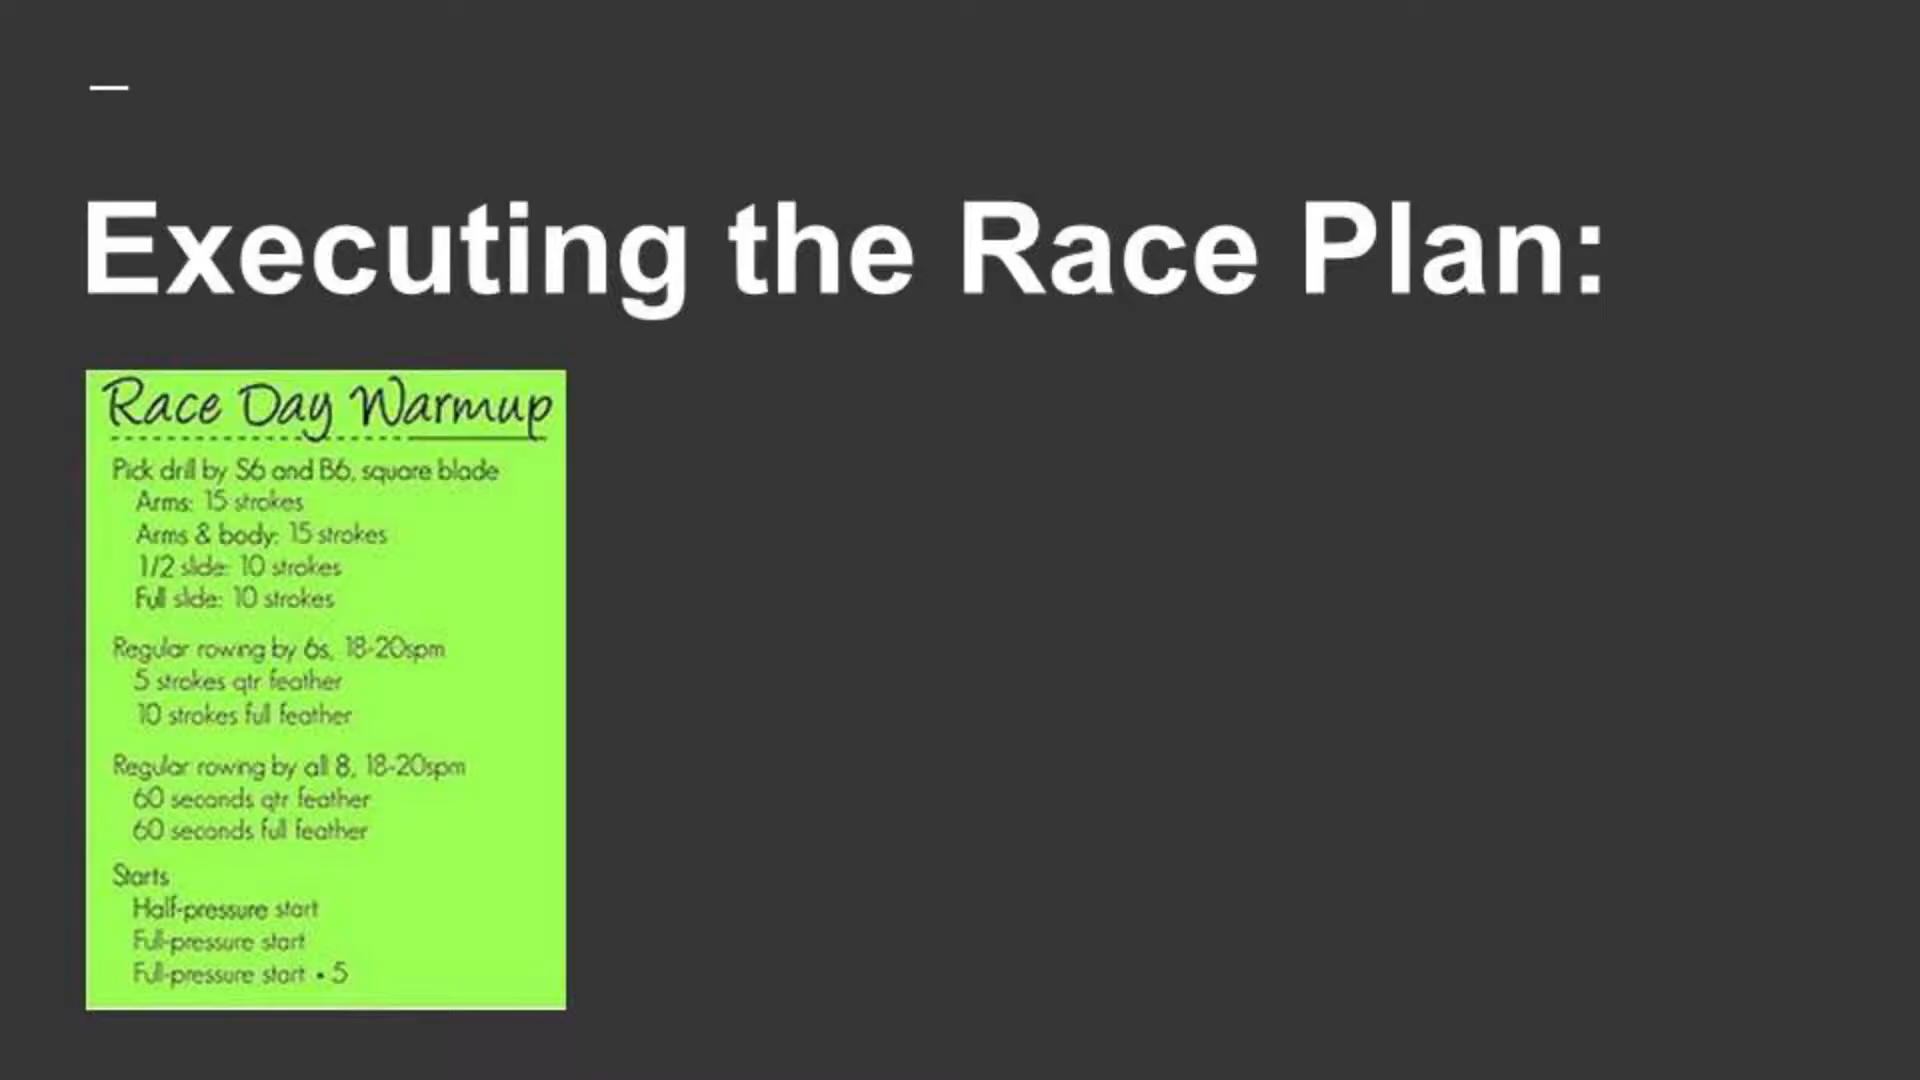 Executing the Race Plan:
Race Day Warmup
Pick drill by S6 and B6, square blade
Arms: 15 strokes
Arms & body: 15 strokes
1/2 slide: 10 strokes
Full slide: 10 strokes
Regular rowing by 6s, 18-20spm
5 strokes qtr feather
10 strokes full feather
Regular rowing by all 8, 18-20spm
60 seconds qtr feather
60 seconds full feather
Starts
Half-pressure start
Full-pressure start
Full-pressure start • 5